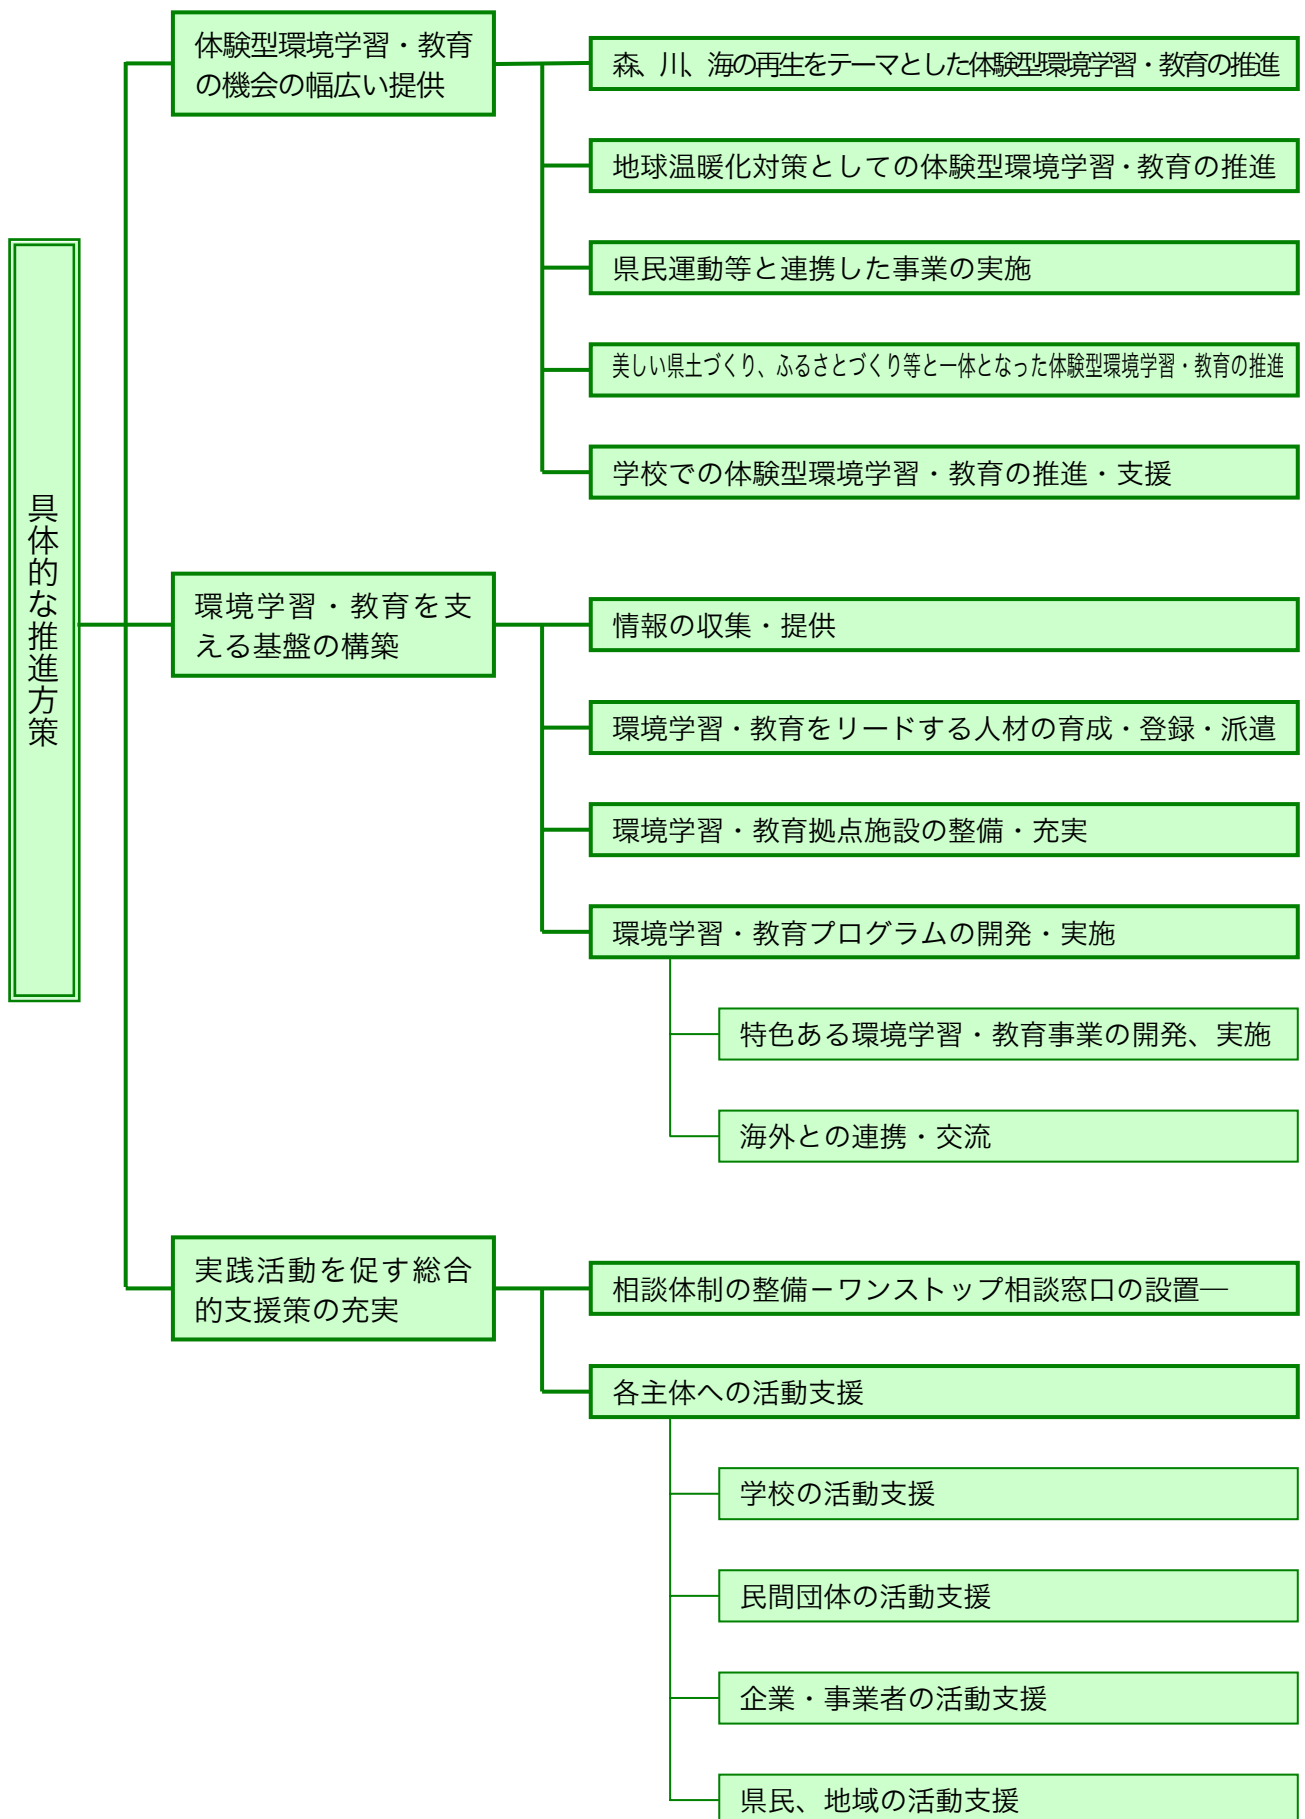 具体的な推進方策
体験型環境学習・教育
の機会の幅広い提供
森、川、海の再生をテーマとした体験型環境学習・教育の推進
地球温暖化対策としての体験型環境学習・教育の推進
県民運動等と連携した事業の実施
美しい県土づくり、ふるさとづくり等と一体となった体験型環境学習・教育の推進
学校での体験型環境学習・教育の推進・支援
環境学習・教育を支
える基盤の構築
情報の収集・提供
環境学習・教育をリードする人材の育成・登録・派遣
環境学習・教育拠点施設の整備・充実
環境学習・教育プログラムの開発・実施
特色ある環境学習・教育事業の開発、実施
海外との連携・交流
実践活動を促す総合
的支援策の充実
相談体制の整備－ワンストップ相談窓口の設置―
各主体への活動支援
学校の活動支援
民間団体の活動支援
企業・事業者の活動支援
県民、地域の活動支援